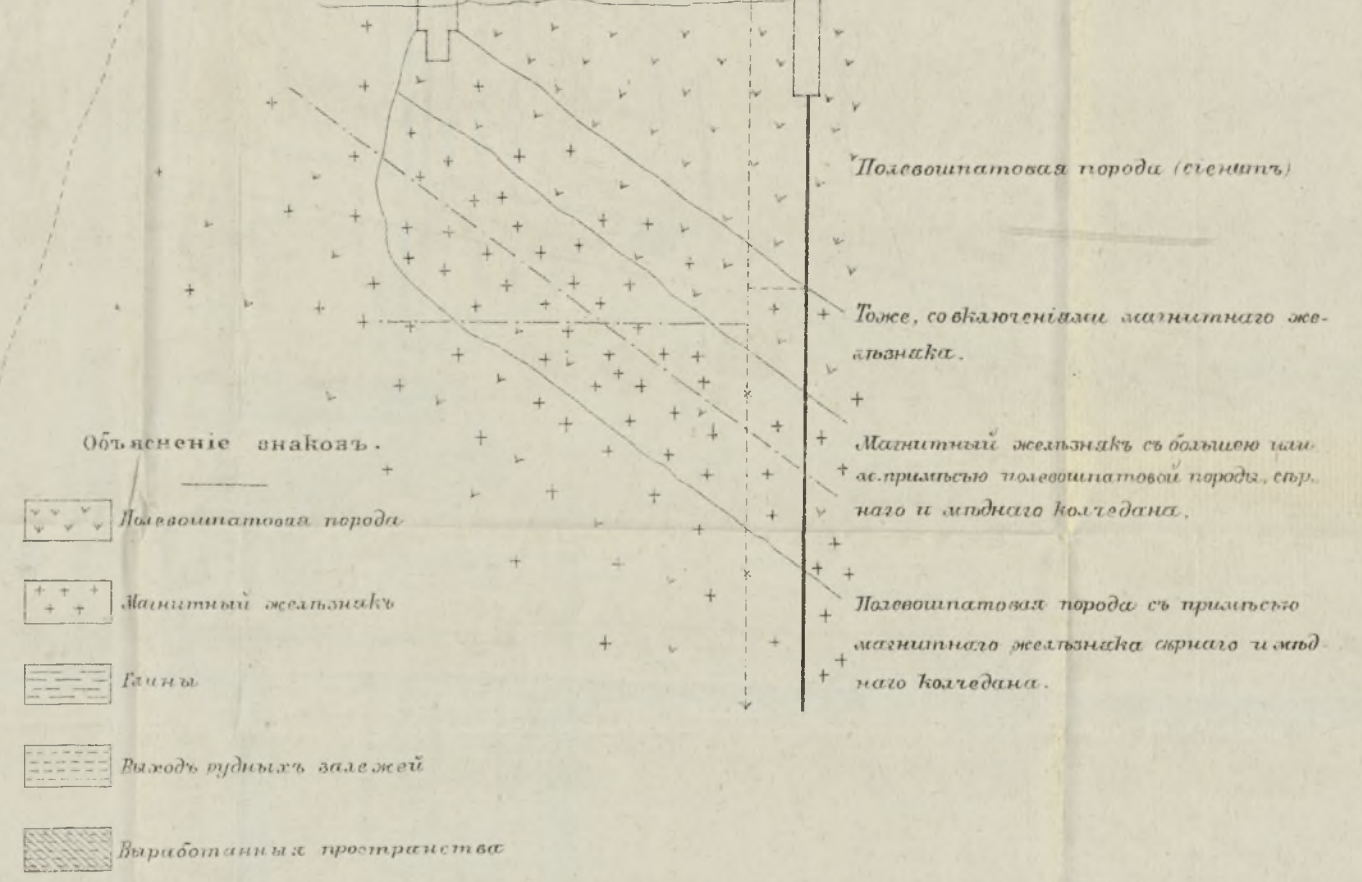 Полевошпатовая порода (сіенитъ)
Тоже, со включеніями магнитнаго же-
лѣзняка.
Магнитный желѣзнякъ съ большею или
м. примѣсью полевошпатовой породы, сѣр.
наго и мѣднаго колчедана.
Полевошпатовая порода съ примѣсью
магнитнаго желѣзняка сѣрнаго и мѣд
наго колчедана.
Объясненіе знаковъ.
Полевошпатовая порода
Магнитный желѣзнякъ
Глины
Выходъ рудныхъ залежей
Выработанныя пространства